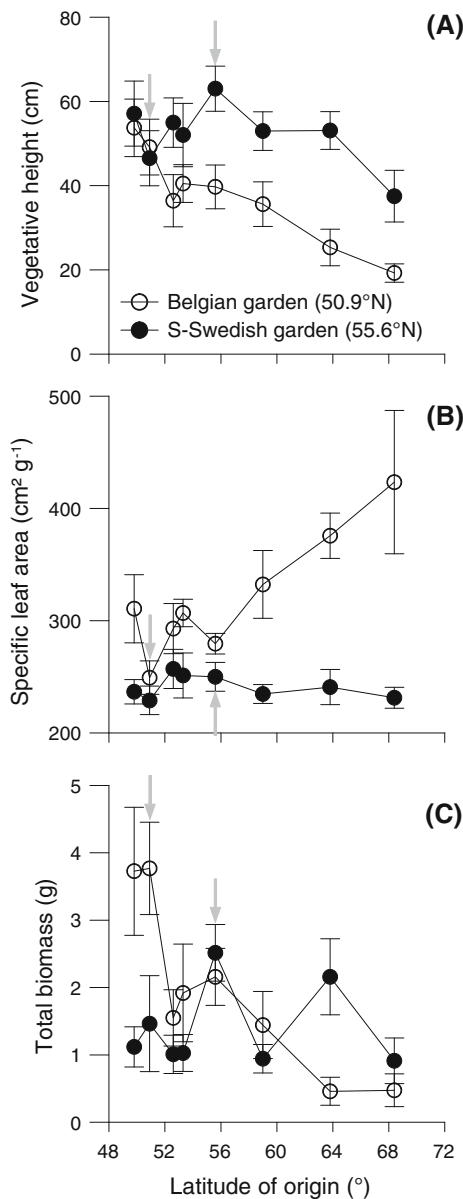 (A)
Vegetative height (cm)
80
60
40
20
0
Belgian garden (50.9°N)
S-Swedish garden (55.6°N)
(B)
Specific leaf area (cm² g⁻¹)
500
400
300
200
(C)
Total biomass (g)
5
4
3
2
1
0
48 52 56 60 64 68 72
Latitude of origin (°)